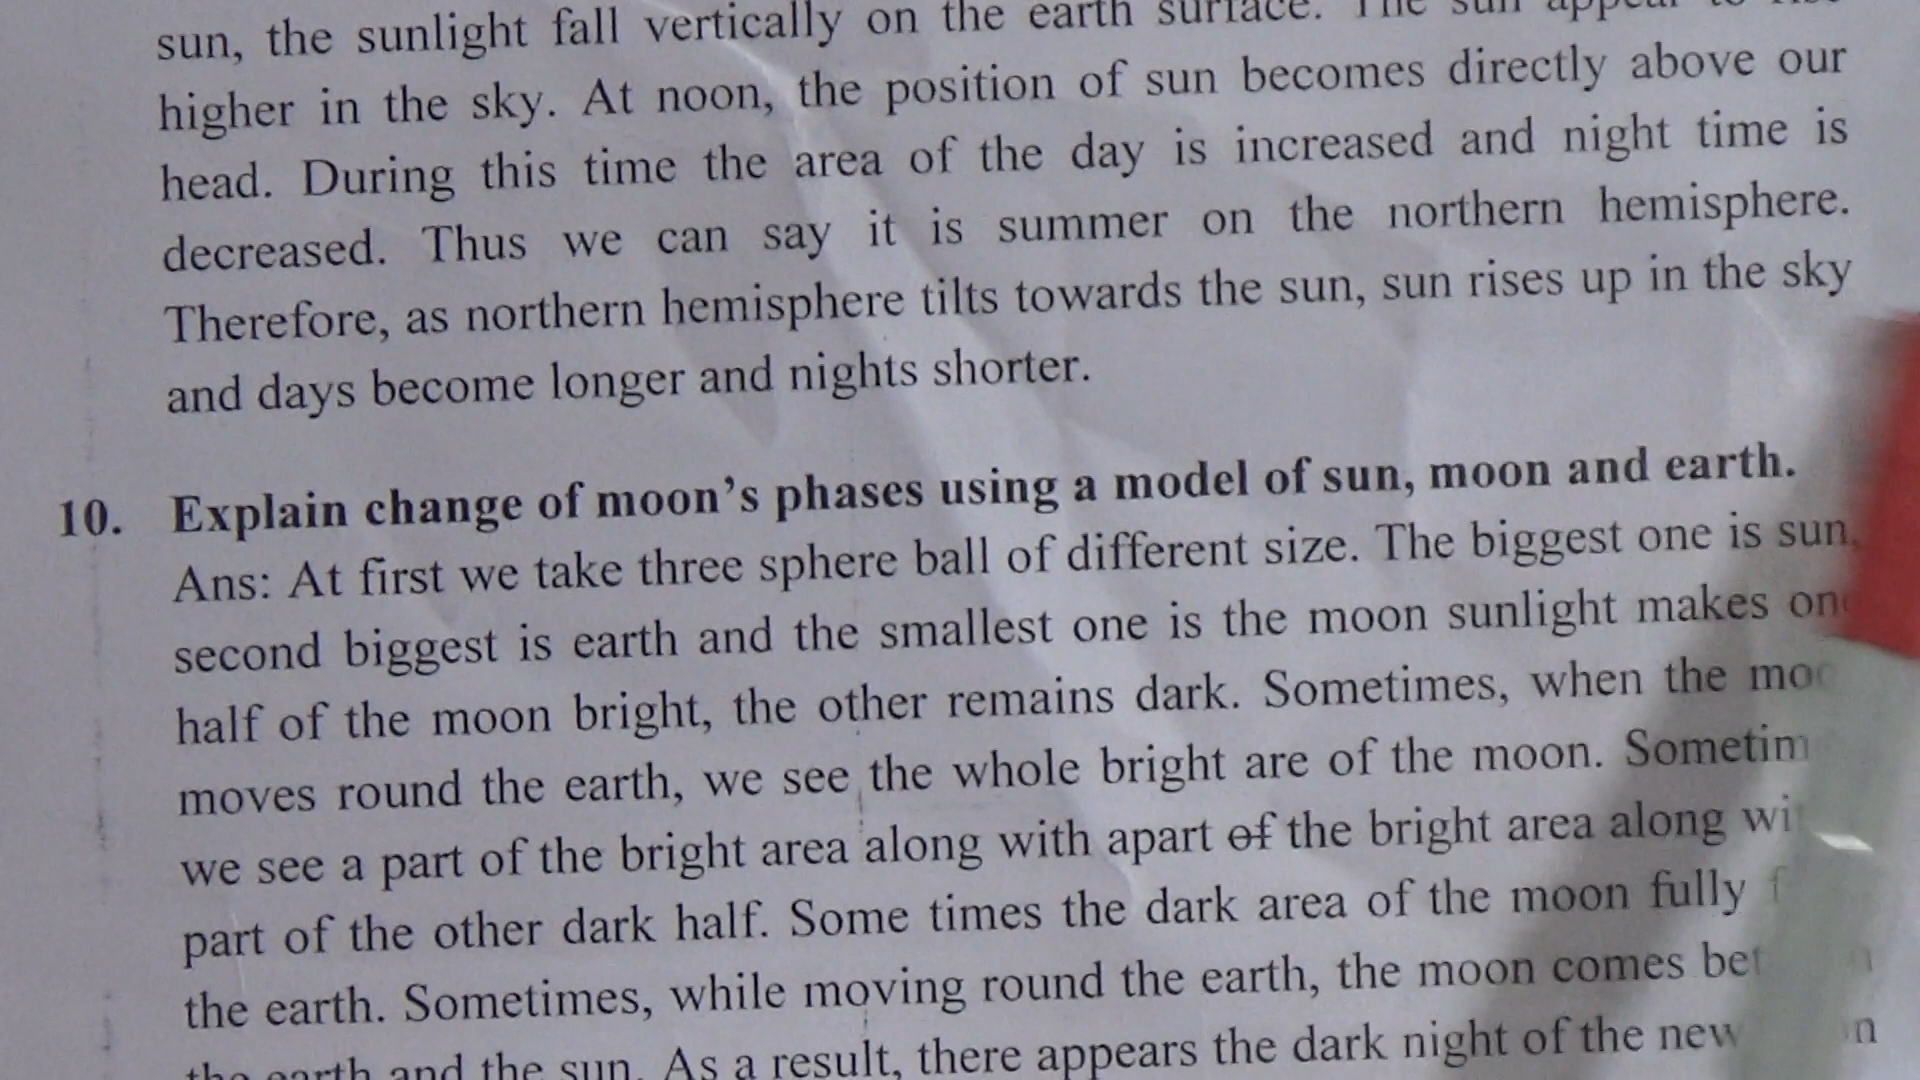 sun, the sunlight fall vertically on the earth surface. The sun appear to
higher in the sky. At noon, the position of sun becomes directly above our
head. During this time the area of the day is increased and night time is
decreased. Thus we can say it is summer on the northern hemisphere.
Therefore, as northern hemisphere tilts towards the sun, sun rises up in the sky
and days become longer and nights shorter.
10. Explain change of moon's phases using a model of sun, moon and earth.
Ans: At first we take three sphere ball of different size. The biggest one is sun,
second biggest is earth and the smallest one is the moon sunlight makes
half of the moon bright, the other remains dark. Sometimes, when the
moves round the earth, we see the whole bright are of the moon.
we see a part of the bright area along with apart of the bright area along
part of the other dark half. Some times the dark area of the moon fully
the earth. Sometimes, while moving round the earth, the moon comes
the earth and the sun. As a result, there appears the dark night of the new